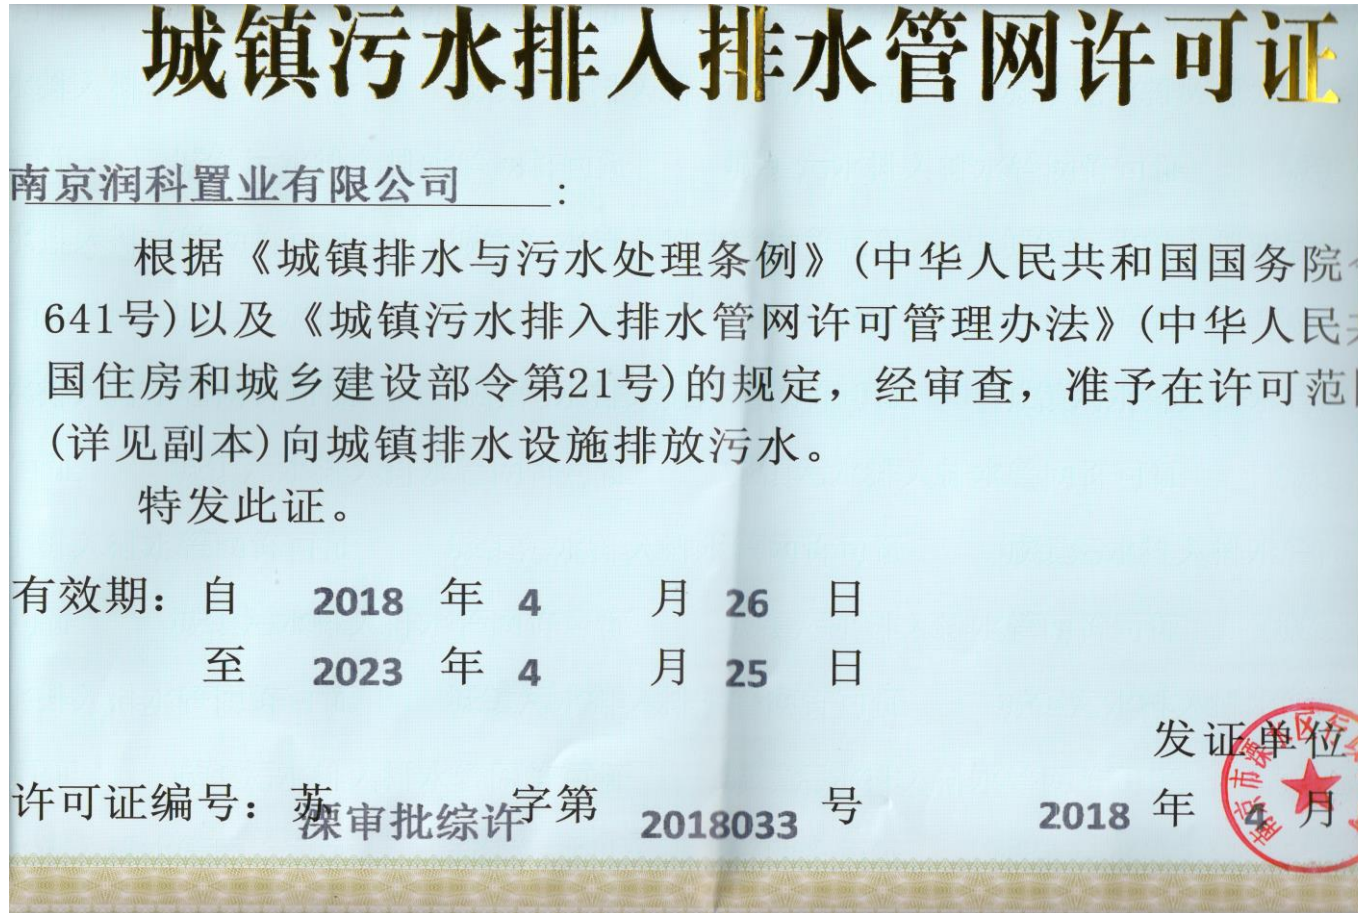 城镇污水排入排水管网许可证
南京润科置业有限公司:
根据《城镇排水与污水处理条例》(中华人民共和国国务院
641号)以及《城镇污水排入排水管网许可管理办法》(中华人民
国住房和城乡建设部令第21号)的规定，经审查，准予在许可范
(详见副本)向城镇排水设施排放污水。
特发此证。
有效期：自 2018 年 4 月 26 日
至 2023 年 4 月 25 日
发证单位
许可证编号：苏 溧审批综许 字第 2018033 号 2018 年 4 月
南京市溧水区行